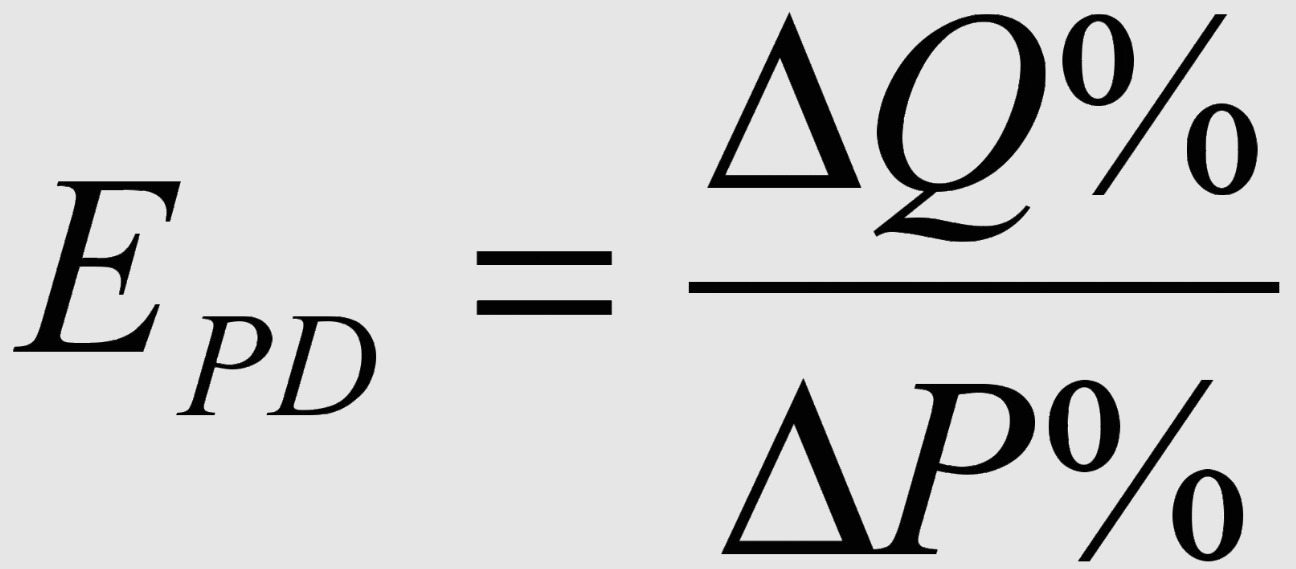 E_PD = ΔQ% / ΔP%